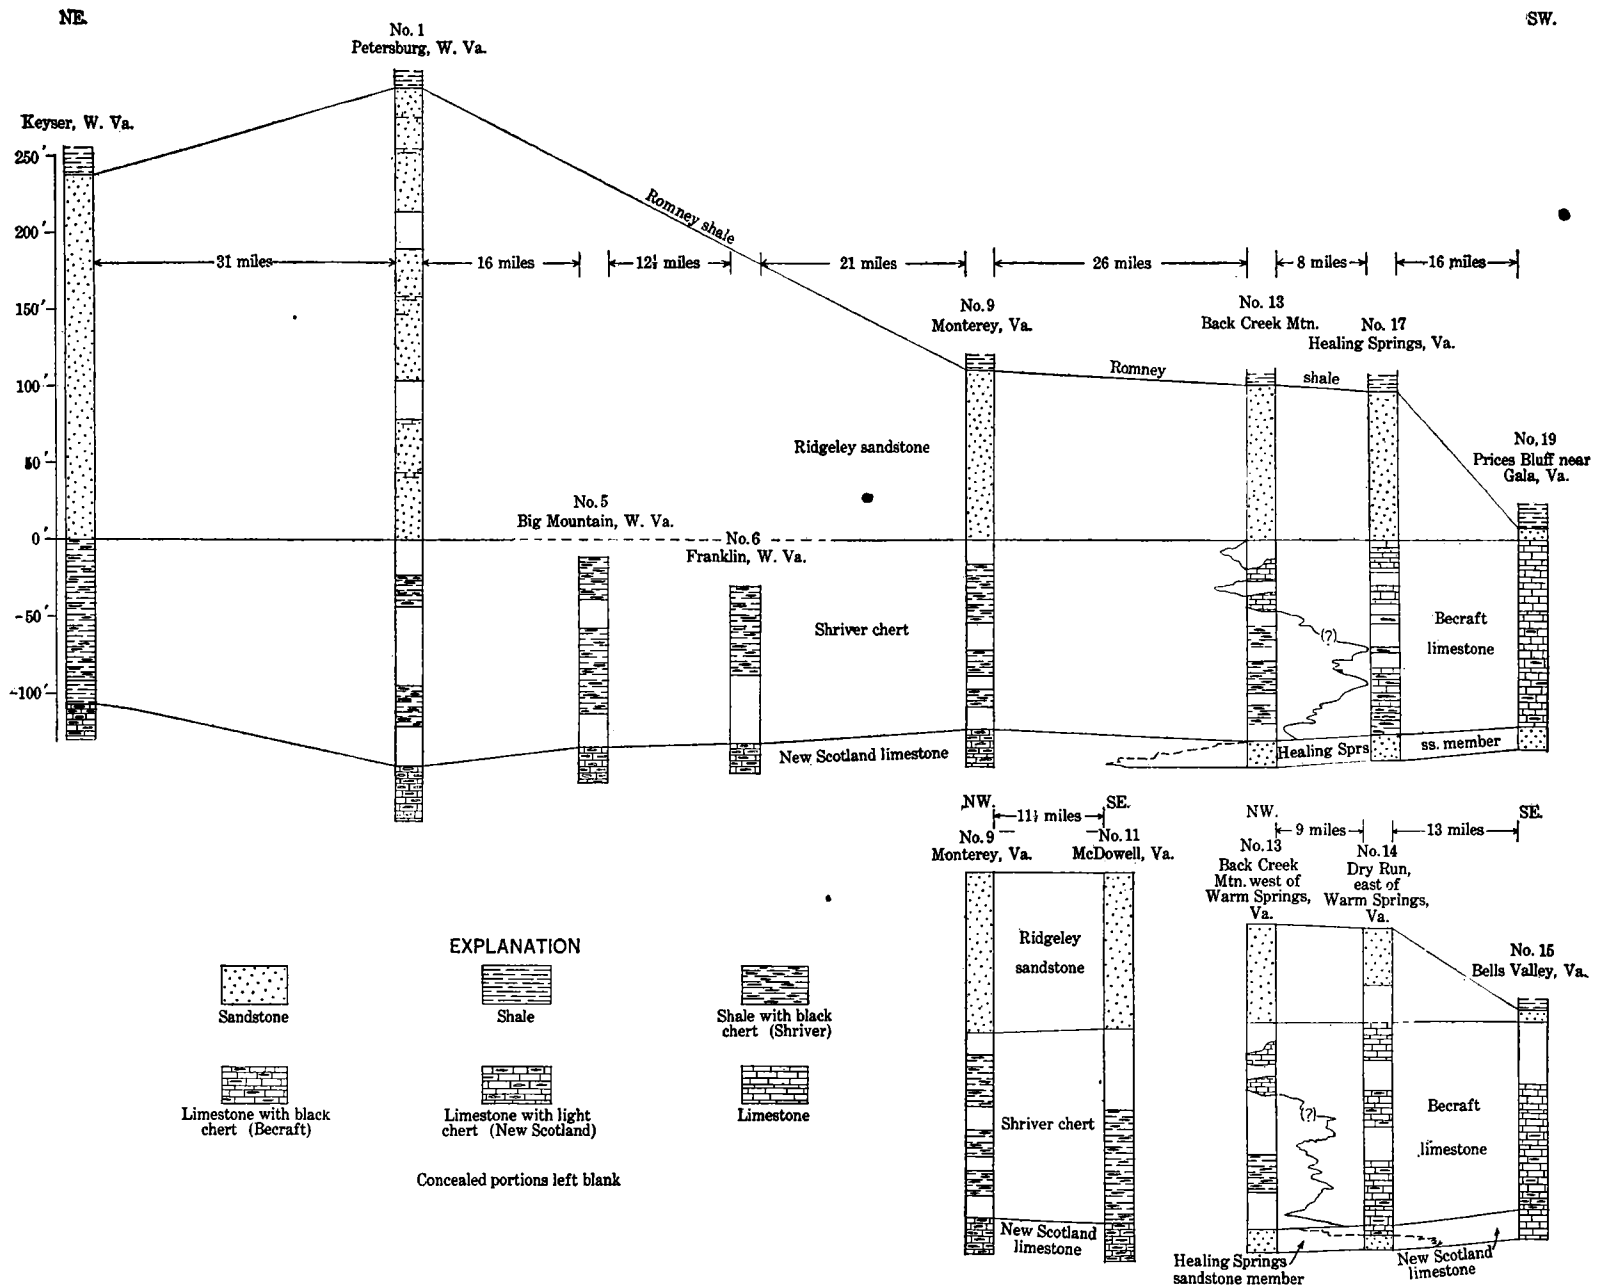 NE.
SW.
No. 1
Petersburg, W. Va.
Keyser, W. Va.
250'
200'
150'
100'
50'
0'
-50'
-100'
Romney shale
31 miles
16 miles
12½ miles
21 miles
26 miles
8 miles
16 miles
No. 9
Monterey, Va.
No. 13
Back Creek Mtn.
No. 17
Healing Springs, Va.
Romney
shale
No. 19
Prices Bluff near
Gala, Va.
Ridgeley sandstone
No. 5
Big Mountain, W. Va.
No. 6
Franklin, W. Va.
Shriver chert
(?)
Becraft
limestone
New Scotland limestone
Healing Sprs
ss. member
NW.
SE.
11½ miles
No. 9
Monterey, Va.
No. 11
McDowell, Va.
Ridgeley
sandstone
Shriver chert
New Scotland
limestone
NW.
SE.
9 miles
13 miles
No. 13
Back Creek
Mtn. west of
Warm Springs,
Va.
No. 14
Dry Run,
east of
Warm Springs,
Va.
No. 15
Bells Valley, Va.
(?)
Becraft
limestone
Healing Springs
sandstone member
New Scotland
limestone
EXPLANATION
Sandstone
Shale
Shale with black
chert (Shriver)
Limestone with black
chert (Becraft)
Limestone with light
chert (New Scotland)
Limestone
Concealed portions left blank